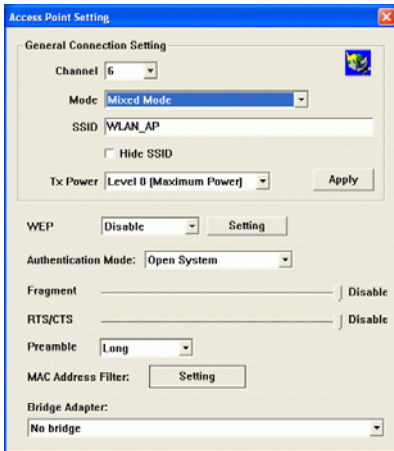 Access Point Setting
General Connection Setting
Channel 6
Mode Mixed Mode
SSID WLAN_AP
Hide SSID
Tx Power Level 0 (Maximum Power) Apply
WEP Disable Setting
Authentication Mode: Open System
Fragment Disable
RTS/CTS Disable
Preamble Long
MAC Address Filter: Setting
Bridge Adapter:
No bridge